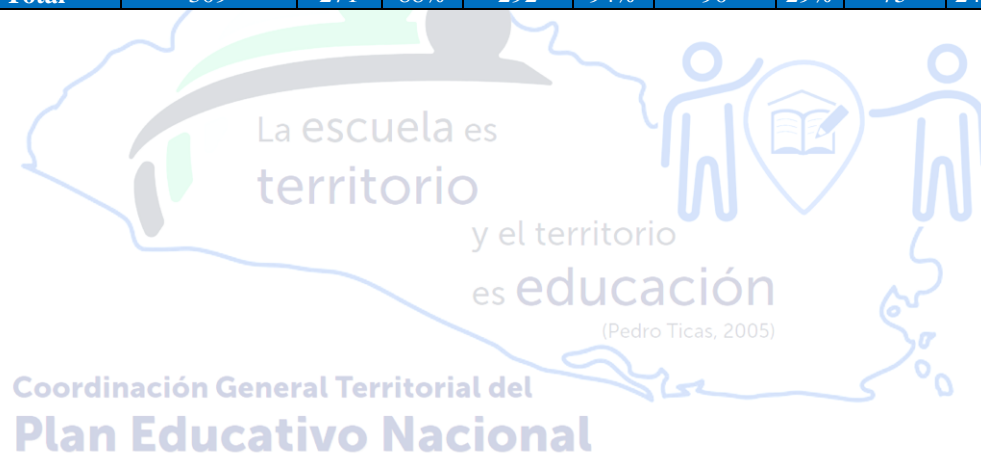 La escuela es
territorio
y el territorio
es educación
(Pedro Ticas, 2005)
Coordinación General Territorial del
Plan Educativo Nacional